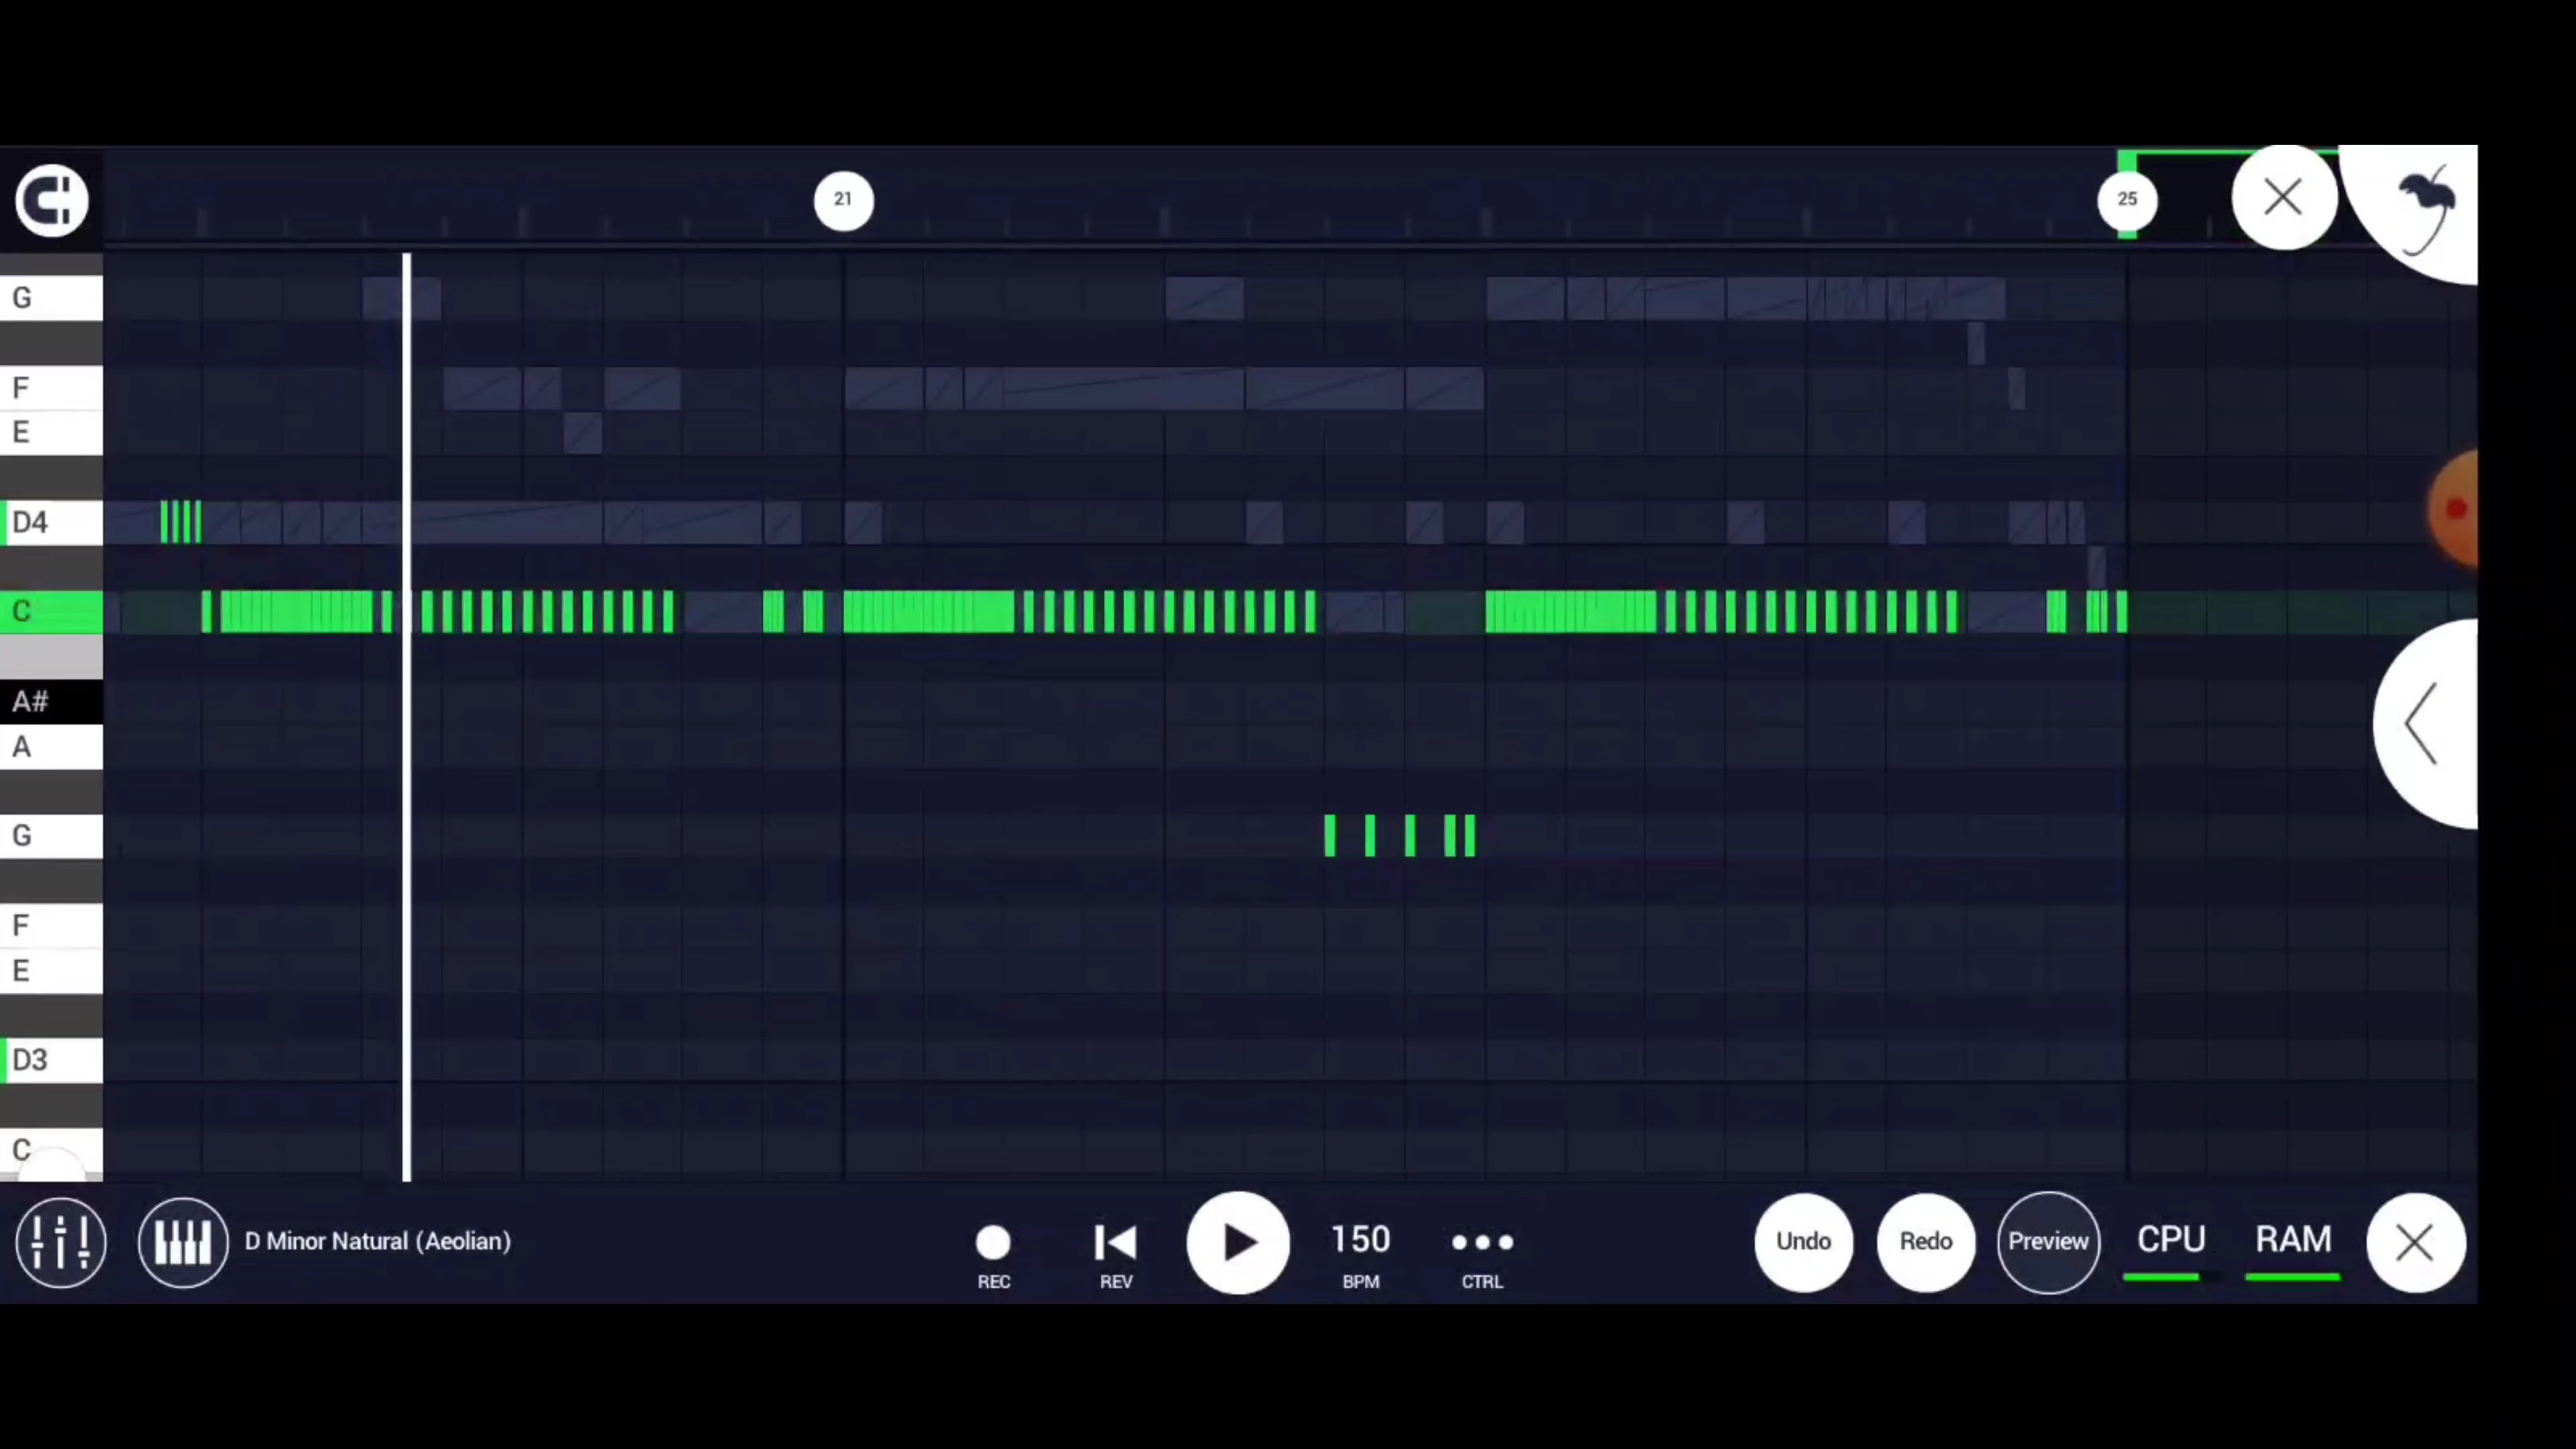 21
25
G
F
E
D4
C
A#
A
G
F
E
D3
C
D Minor Natural (Aeolian)
REC
REV
150
BPM
CTRL
Undo
Redo
Preview
CPU
RAM